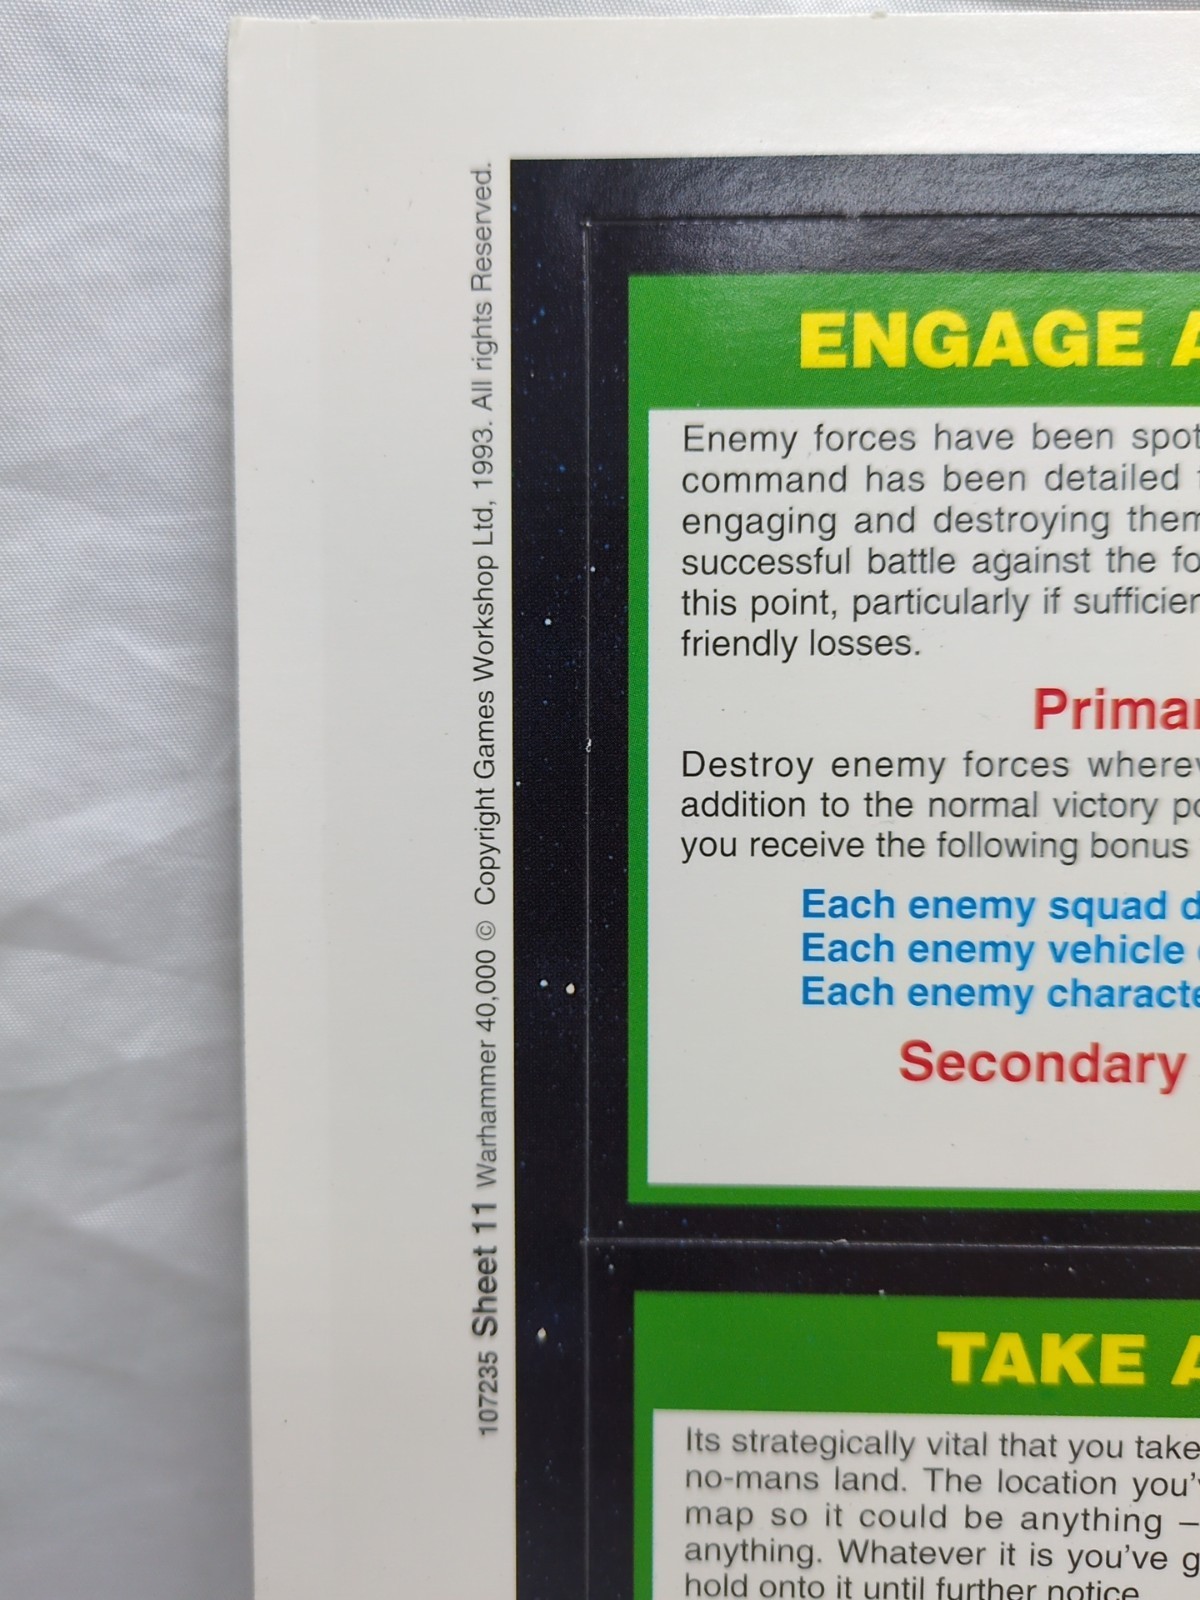 107235 Sheet 11 Warhammer 40,000 © Copyright Games Workshop Ltd, 1993. All rights Reserved.
ENGAGE
Enemy forces have been
command has been detailed
engaging and destroying
successful battle against the
this point, particularly if
friendly losses.
Destroy enemy forces
addition to the normal victory
you receive the following bonus
Each enemy squad
Each enemy vehicle
Each enemy
Secondary
TAKE
Its strategically vital that you take
no-mans land. The location
map so it could be anything –
anything. Whatever it is you've
hold onto it until further notice